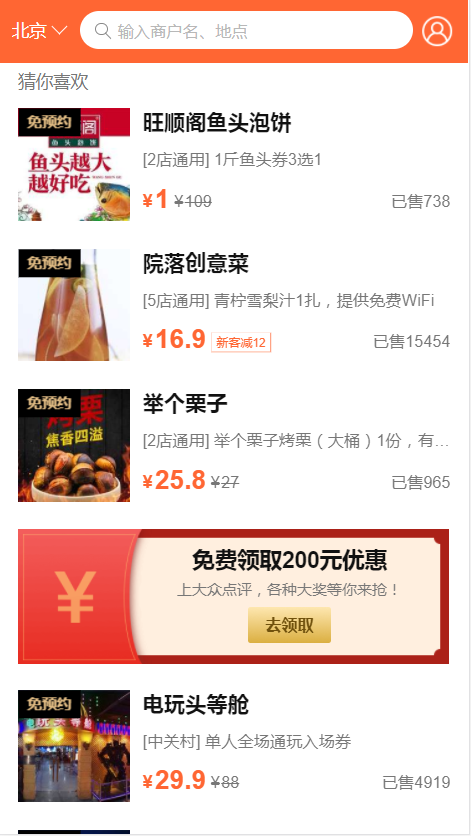 北京
输入商户名、地点
猜你喜欢
免预约
阁
鱼头泡饼
鱼头越大
越好吃
旺顺阁鱼头泡饼
[2店通用] 1斤鱼头券3选1
¥1 ¥109
已售738
免预约
院落创意菜
[5店通用] 青柠雪梨汁1扎，提供免费WiFi
¥16.9 新客减12
已售15454
免预约
烤栗
焦香四溢
举个栗子
[2店通用] 举个栗子烤栗（大桶）1份，有...
¥25.8 ¥27
已售965
¥
免费领取200元优惠
上大众点评，各种大奖等你来抢！
去领取
免预约
电玩头等舱
电玩头等舱
[中关村] 单人全场通玩入场券
¥29.9 ¥88
已售4919